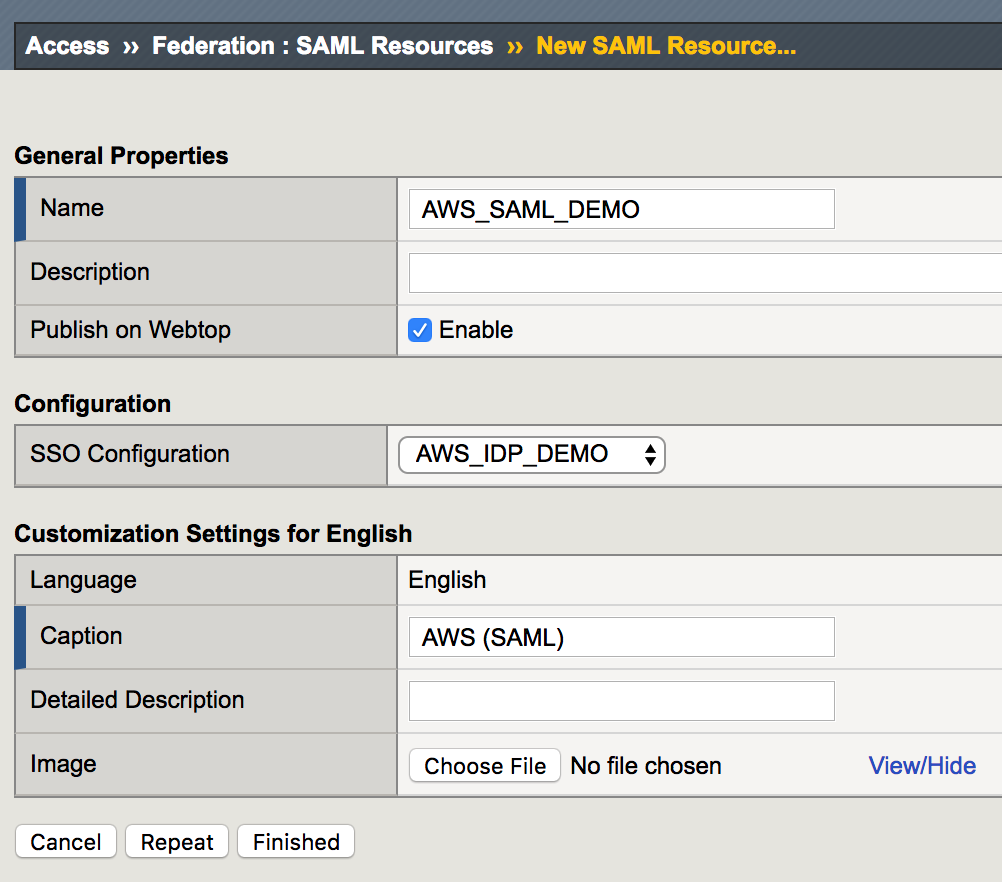 Access ›› Federation : SAML Resources ›› New SAML Resource...
General Properties
Name AWS_SAML_DEMO
Description
Publish on Webtop Enable
Configuration
SSO Configuration AWS_IDP_DEMO
Customization Settings for English
Language English
Caption AWS (SAML)
Detailed Description
Image Choose File No file chosen View/Hide
Cancel Repeat Finished